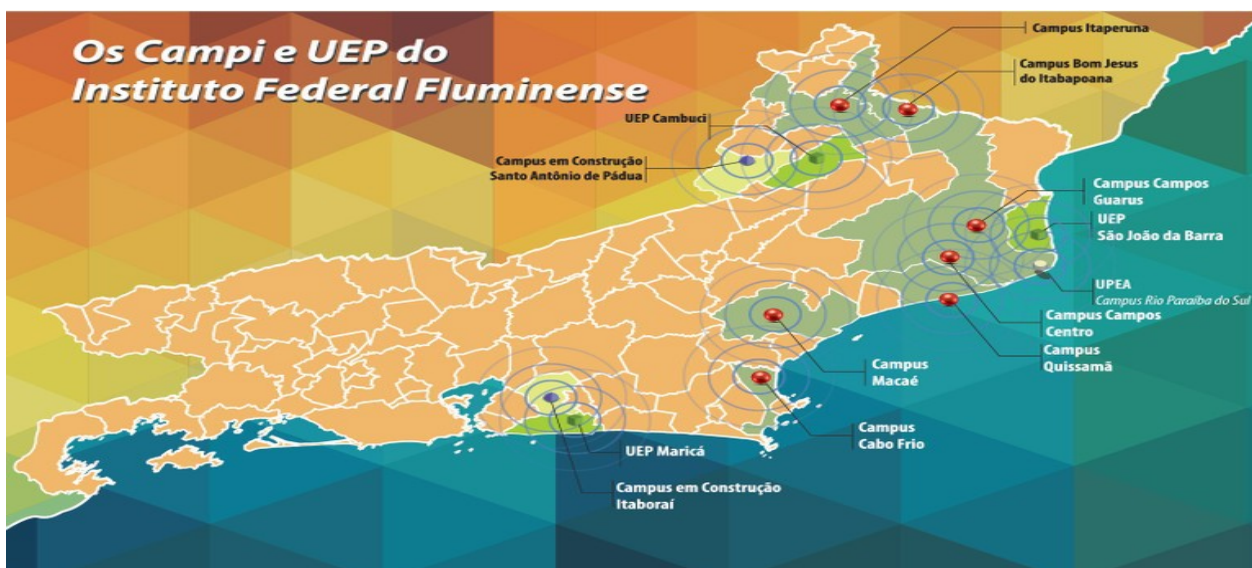 Os Campi e UEP do
Instituto Federal Fluminense
Campus Itaperuna
Campus Bom Jesus
do Itabapoana
UEP Cambuci
Campus em Construção
Santo Antônio de Pádua
Campus Campos
Guarus
UEP
São João da Barra
UPEA
Campus Rio Paraíba do Sul
Campus Campos
Centro
Campus
Quissamã
Campus
Macaé
Campus
Cabo Frio
UEP Maricá
Campus em Construção
Itaboraí